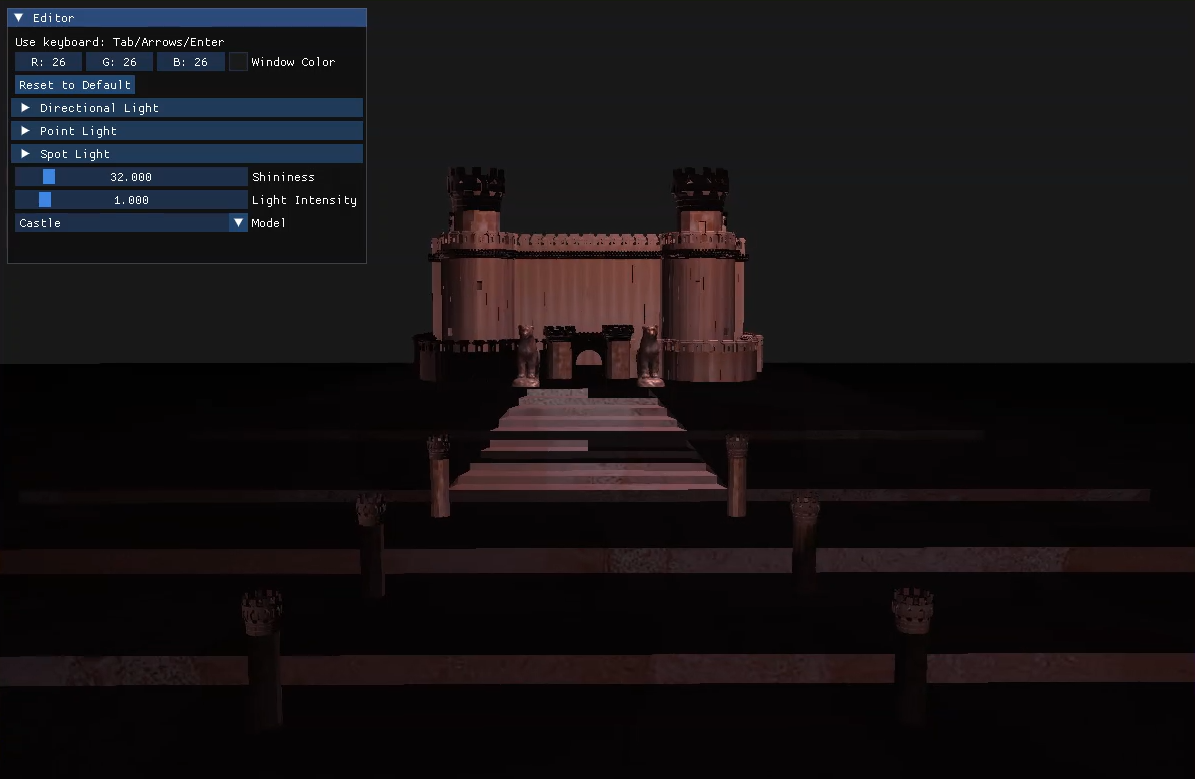 Editor
Use keyboard: Tab/Arrows/Enter
R: 26 G: 26 B: 26 Window Color
Reset to Default
Directional Light
Point Light
Spot Light
32.000 Shininess
1.000 Light Intensity
Castle Model